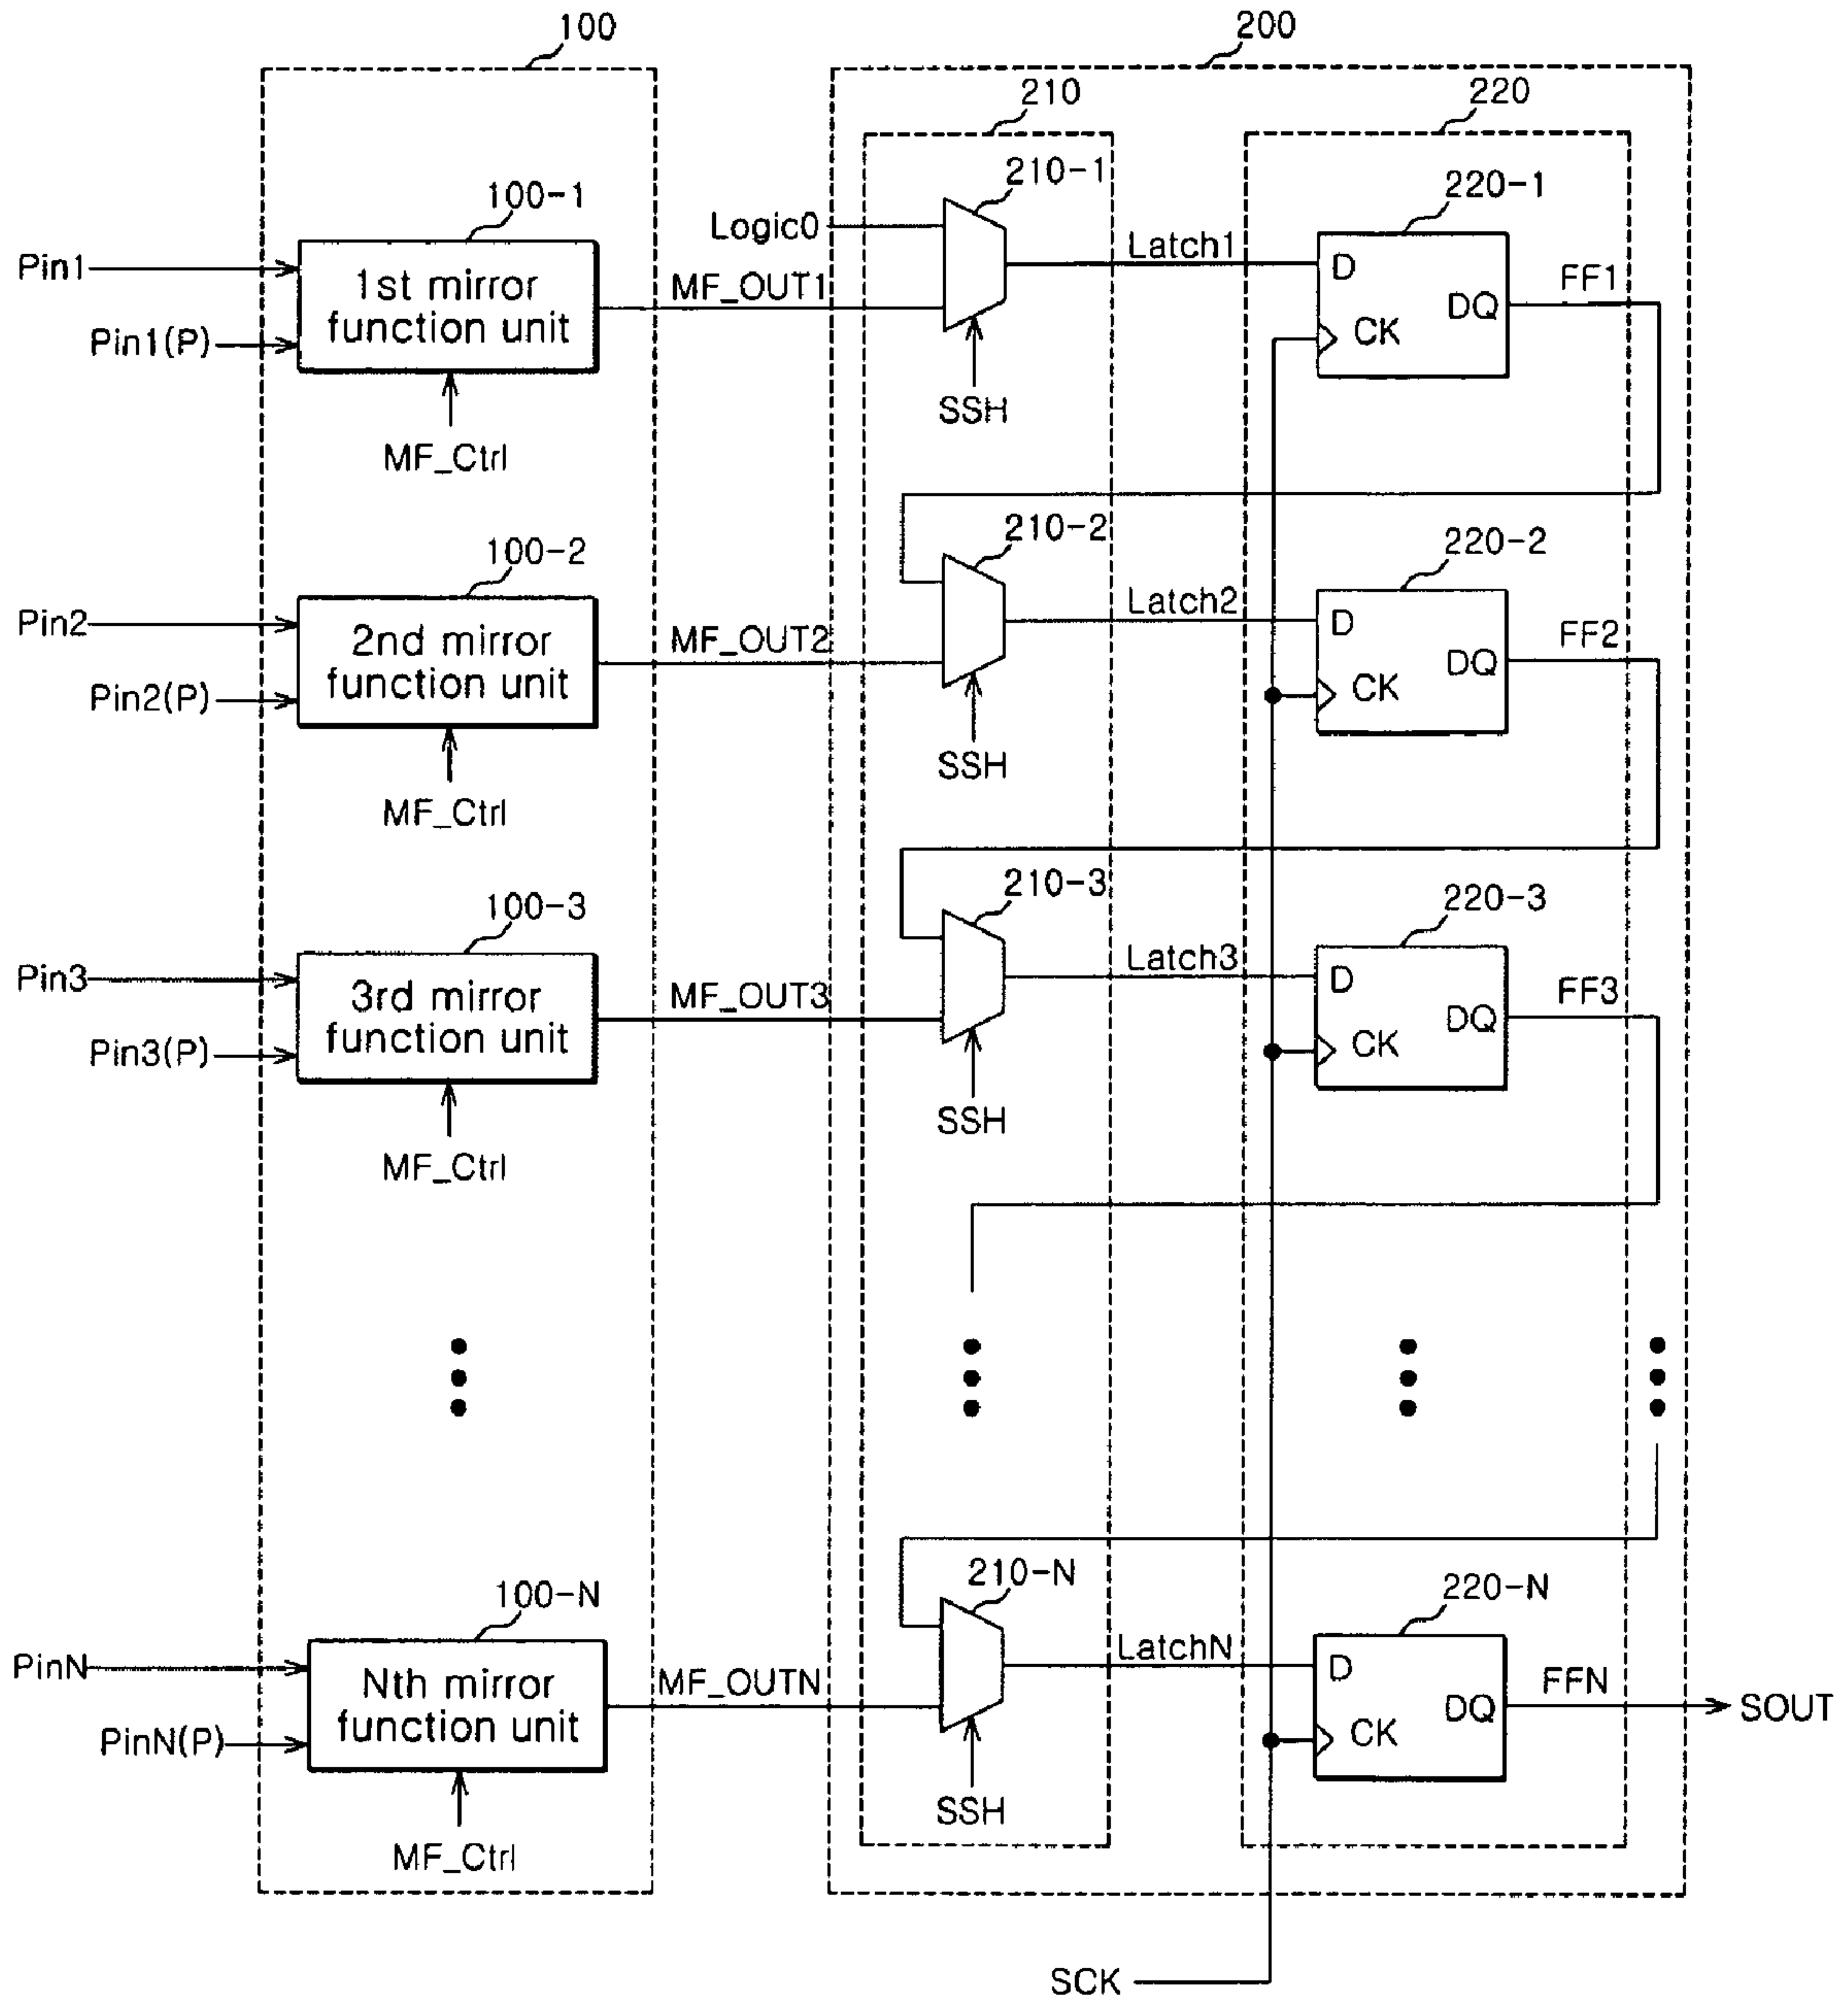 100
200
210
220
100-1
210-1
220-1
Pin1
Pin1(P)
1st mirror
function unit
MF_Ctrl
Logic0
MF_OUT1
SSH
Latch1
D
CK
DQ
FF1
100-2
210-2
220-2
Pin2
Pin2(P)
2nd mirror
function unit
MF_Ctrl
MF_OUT2
SSH
Latch2
D
CK
DQ
FF2
100-3
210-3
220-3
Pin3
Pin3(P)
3rd mirror
function unit
MF_Ctrl
MF_OUT3
SSH
Latch3
D
CK
DQ
FF3
100-N
210-N
220-N
PinN
PinN(P)
Nth mirror
function unit
MF_Ctrl
MF_OUTN
SSH
LatchN
D
CK
DQ
FFN
SOUT
SCK